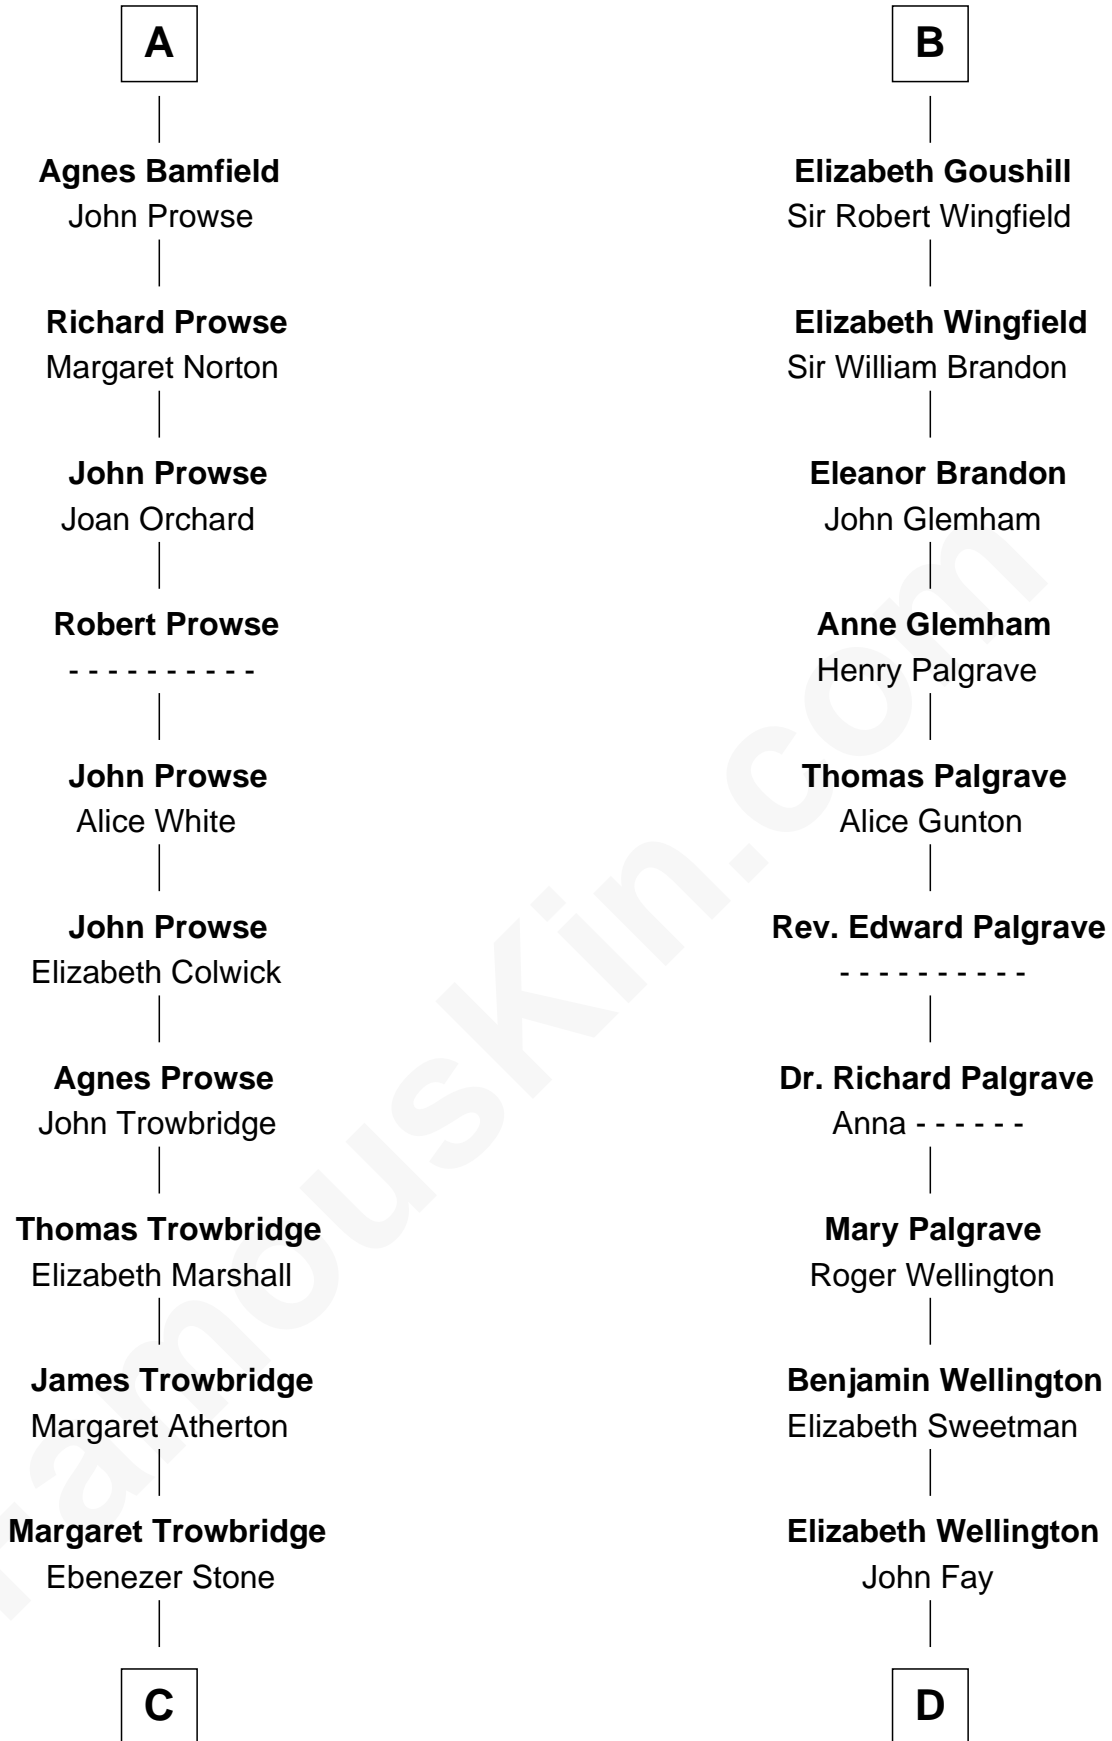 A
Agnes Bamfield
John Prowse
Richard Prowse
Margaret Norton
John Prowse
Joan Orchard
Robert Prowse
- - - - - - - - - -
John Prowse
Alice White
John Prowse
Elizabeth Colwick
Agnes Prowse
John Trowbridge
Thomas Trowbridge
Elizabeth Marshall
James Trowbridge
Margaret Atherton
Margaret Trowbridge
Ebenezer Stone
C
B
Elizabeth Goushill
Sir Robert Wingfield
Elizabeth Wingfield
Sir William Brandon
Eleanor Brandon
John Glemham
Anne Glemham
Henry Palgrave
Thomas Palgrave
Alice Gunton
Rev. Edward Palgrave
- - - - - - - - - -
Dr. Richard Palgrave
Anna - - - - - -
Mary Palgrave
Roger Wellington
Benjamin Wellington
Elizabeth Sweetman
Elizabeth Wellington
John Fay
D
FamousKin.com